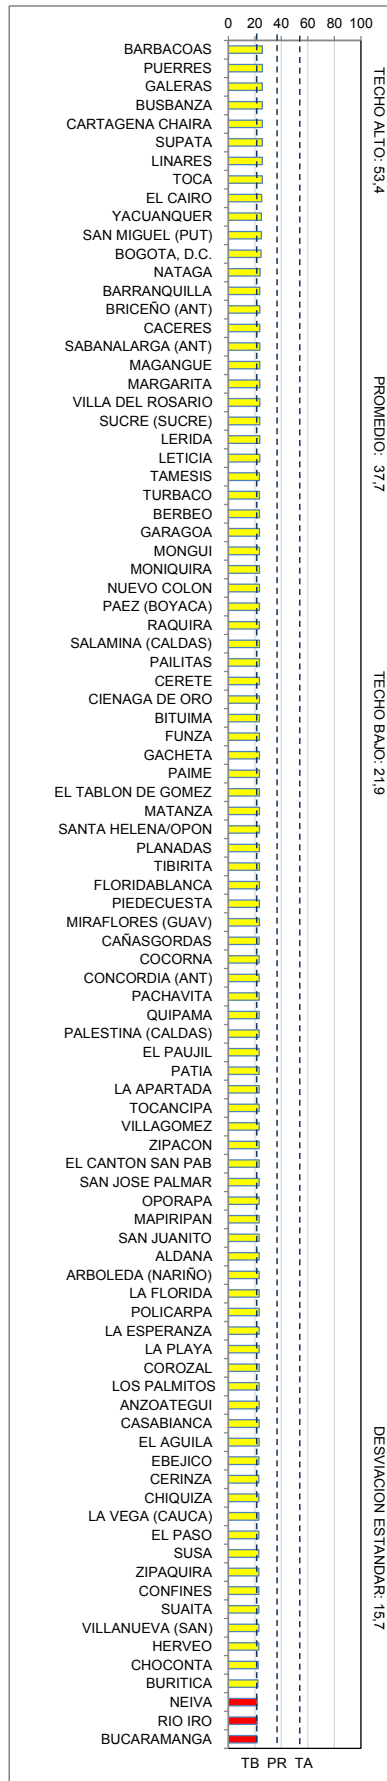 0 20 40 60 80 100
BARBACOAS
PUERRES
GALERAS
BUSBANZA
CARTAGENA CHAIRA
SUPATA
LINARES
TOCA
EL CAIRO
YACUANQUER
SAN MIGUEL (PUT)
BOGOTA, D.C.
NATAGA
BARRANQUILLA
BRICEÑO (ANT)
CACERES
SABANALARGA (ANT)
MAGANGUE
MARGARITA
VILLA DEL ROSARIO
SUCRE (SUCRE)
LERIDA
LETICIA
TAMESIS
TURBACO
BERBEO
GARAGOA
MONGUI
MONIQUIRA
NUEVO COLON
PAEZ (BOYACA)
RAQUIRA
SALAMINA (CALDAS)
PAILITAS
CERETE
CIENAGA DE ORO
BITUIMA
FUNZA
GACHETA
PAIME
EL TABLON DE GOMEZ
MATANZA
SANTA HELENA/OPON
PLANADAS
TIBIRITA
FLORIDABLANCA
PIEDECUESTA
MIRAFLORES (GUAV)
CAÑASGORDAS
COCORNA
CONCORDIA (ANT)
PACHAVITA
QUIPAMA
PALESTINA (CALDAS)
EL PAUJIL
PATIA
LA APARTADA
TOCANCIPA
VILLAGOMEZ
ZIPACON
EL CANTON SAN PAB
SAN JOSE PALMAR
OPORAPA
MAPIRIPAN
SAN JUANITO
ALDANA
ARBOLEDA (NARIÑO)
LA FLORIDA
POLICARPA
LA ESPERANZA
LA PLAYA
COROZAL
LOS PALMITOS
ANZOATEGUI
CASABIANCA
EL AGUILA
EBEJICO
CERINZA
CHIQUIZA
LA VEGA (CAUCA)
EL PASO
SUSA
ZIPAQUIRA
CONFINES
SUAITA
VILLANUEVA (SAN)
HERVEO
CHOCONTA
BURITICA
NEIVA
RIO IRO
BUCARAMANGA
TB PR TA
TECHO ALTO: 53,4
PROMEDIO: 37,7
TECHO BAJO: 21,9
DESVIACION ESTANDAR: 15,7